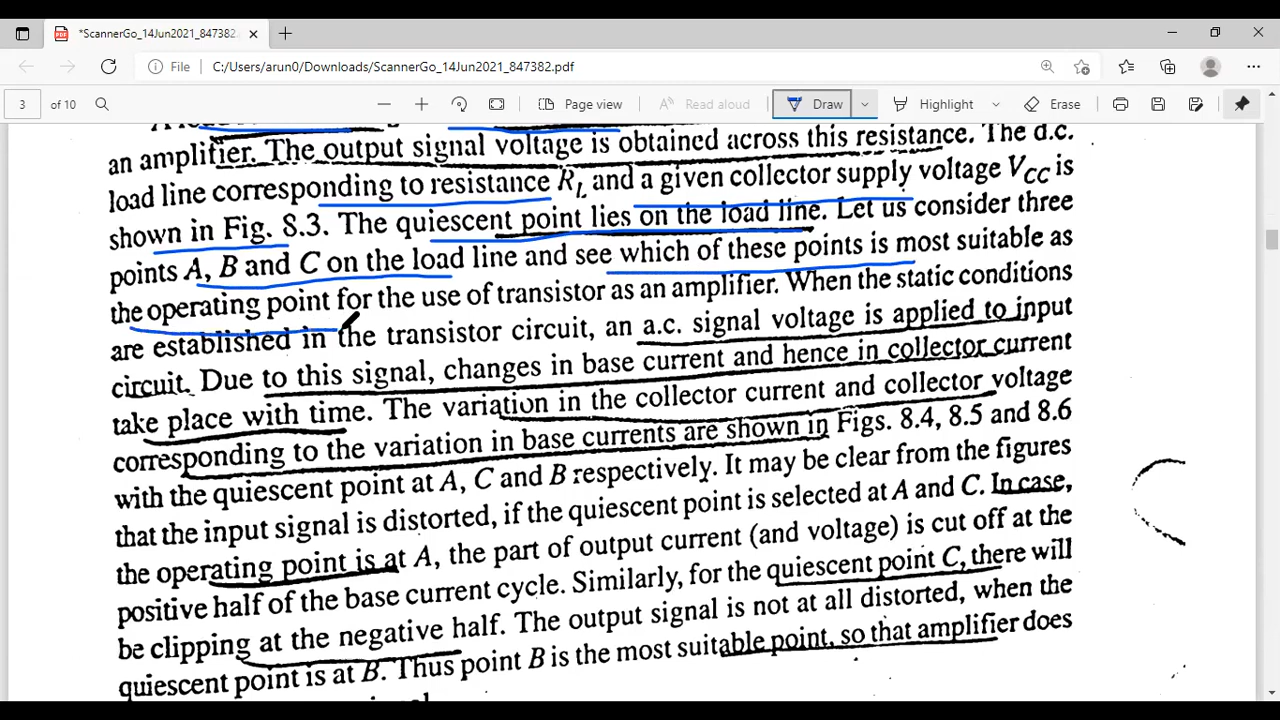 *ScannerGo_14Jun2021_847382.
File C:/Users/arun0/Downloads/ScannerGo_14Jun2021_847382.pdf
3 of 10 Page view Read aloud Draw Highlight Erase
an amplifier. The output signal voltage is obtained across this resistance. The d.c.
load line corresponding to resistance RL and a given collector supply voltage VCC is
shown in Fig. 8.3. The quiescent point lies on the load line. Let us consider three
points A, B and C on the load line and see which of these points is most suitable as
the operating point for the use of transistor as an amplifier. When the static conditions
are established in the transistor circuit, an a.c. signal voltage is applied to input
circuit. Due to this signal, changes in base current and hence in collector current
take place with time. The variation in the collector current and collector voltage
corresponding to the variation in base currents are shown in Figs. 8.4, 8.5 and 8.6
with the quiescent point at A, C and B respectively. It may be clear from the figures
that the input signal is distorted, if the quiescent point is selected at A and C. In case,
the operating point is at A, the part of output current (and voltage) is cut off at the
positive half of the base current cycle. Similarly, for the quiescent point C, there will
be clipping at the negative half. The output signal is not at all distorted, when the
quiescent point is at B. Thus point B is the most suitable point, so that amplifier does